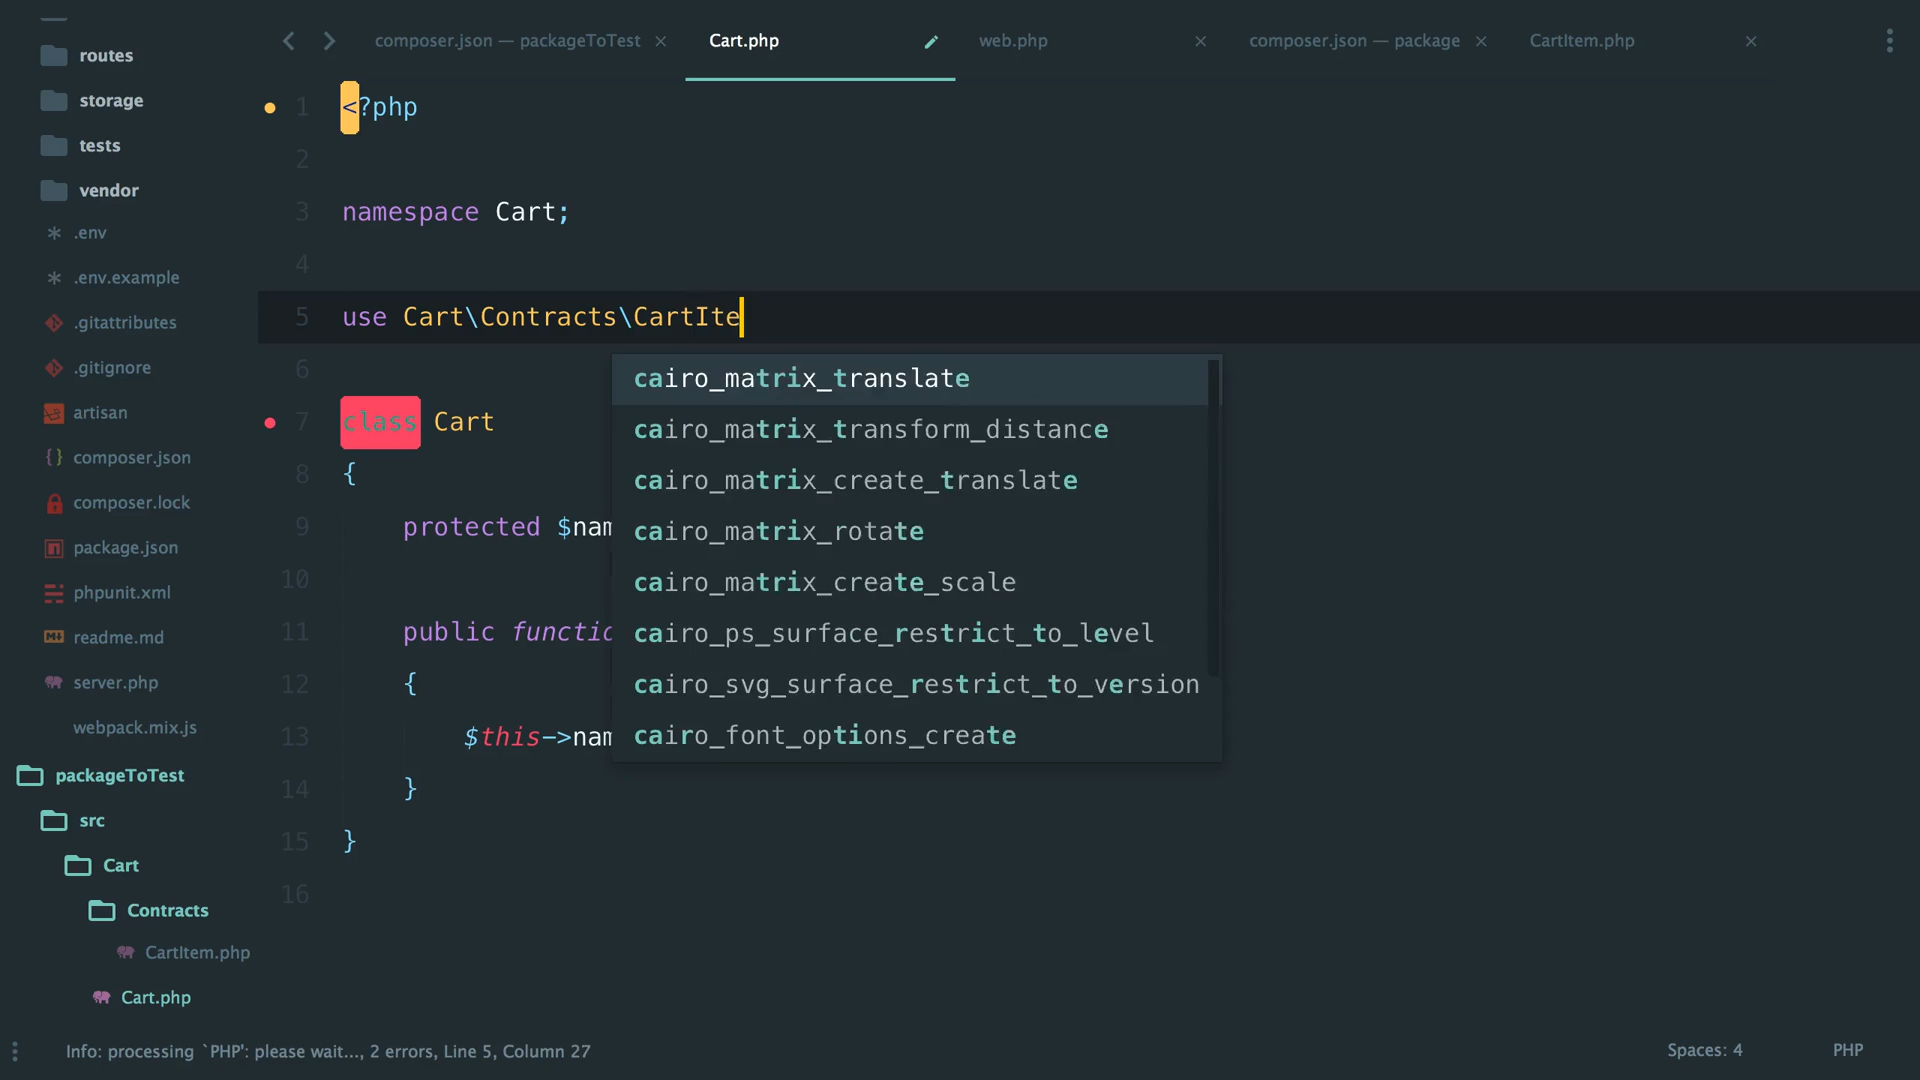 routes
storage
tests
vendor
.env
.env.example
.gitattributes
.gitignore
artisan
composer.json
composer.lock
package.json
phpunit.xml
readme.md
server.php
webpack.mix.js
packageToTest
src
Cart
Contracts
CartItem.php
Cart.php
composer.json — packageToTest × Cart.php web.php × composer.json — package × CartItem.php ×
1 <?php
2
3 namespace Cart;
4
5 use Cart\Contracts\CartIte
6
7 class Cart
8 {
9 protected $nam
10
11 public functio
12 {
13 $this->nam
14 }
15 }
16
cairo_matrix_translate
cairo_matrix_transform_distance
cairo_matrix_create_translate
cairo_matrix_rotate
cairo_matrix_create_scale
cairo_ps_surface_restrict_to_level
cairo_svg_surface_restrict_to_version
cairo_font_options_create
Info: processing `PHP': please wait..., 2 errors, Line 5, Column 27
Spaces: 4
PHP